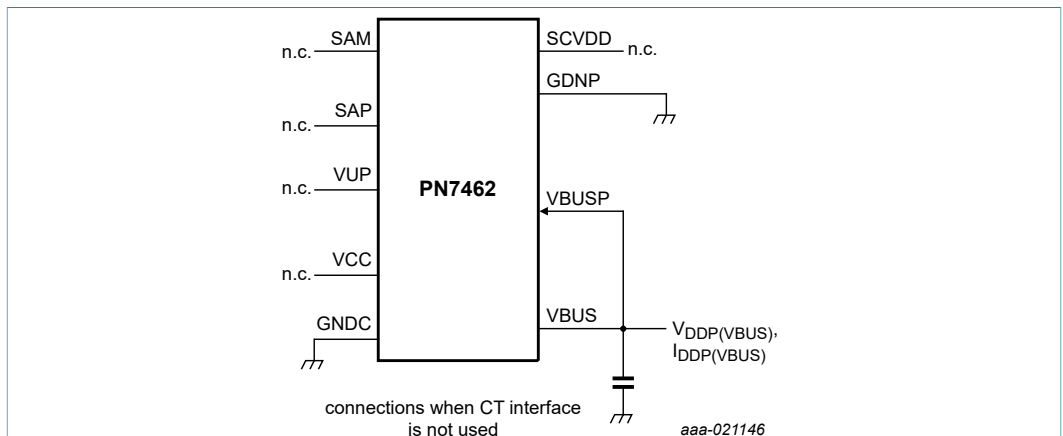 SAM
n.c.
SAP
n.c.
VUP
n.c.
VCC
n.c.
GNDC
PN7462
SCVDD
n.c.
GDNP
VBUSP
VBUS
VDDP(VBUS),
IDDP(VBUS)
connections when CT interface
is not used
aaa-021146